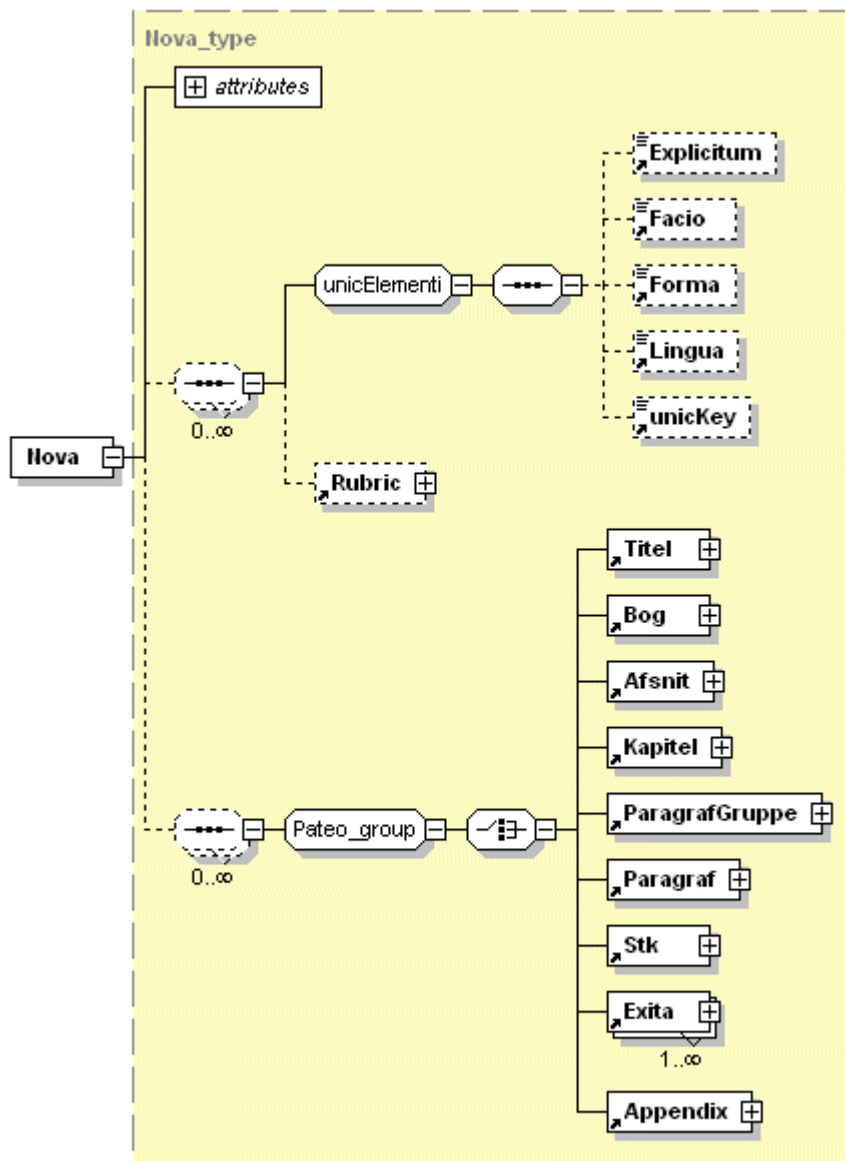 Nova_type
attributes
Explicitum
Facio
unicElementi
Forma
Lingua
0..∞
unicKey
Nova
Rubric
Titel
Bog
Afsnit
Kapitel
ParagrafGruppe
Pateo_group
0..∞
Paragraf
Stk
Exita
1..∞
Appendix